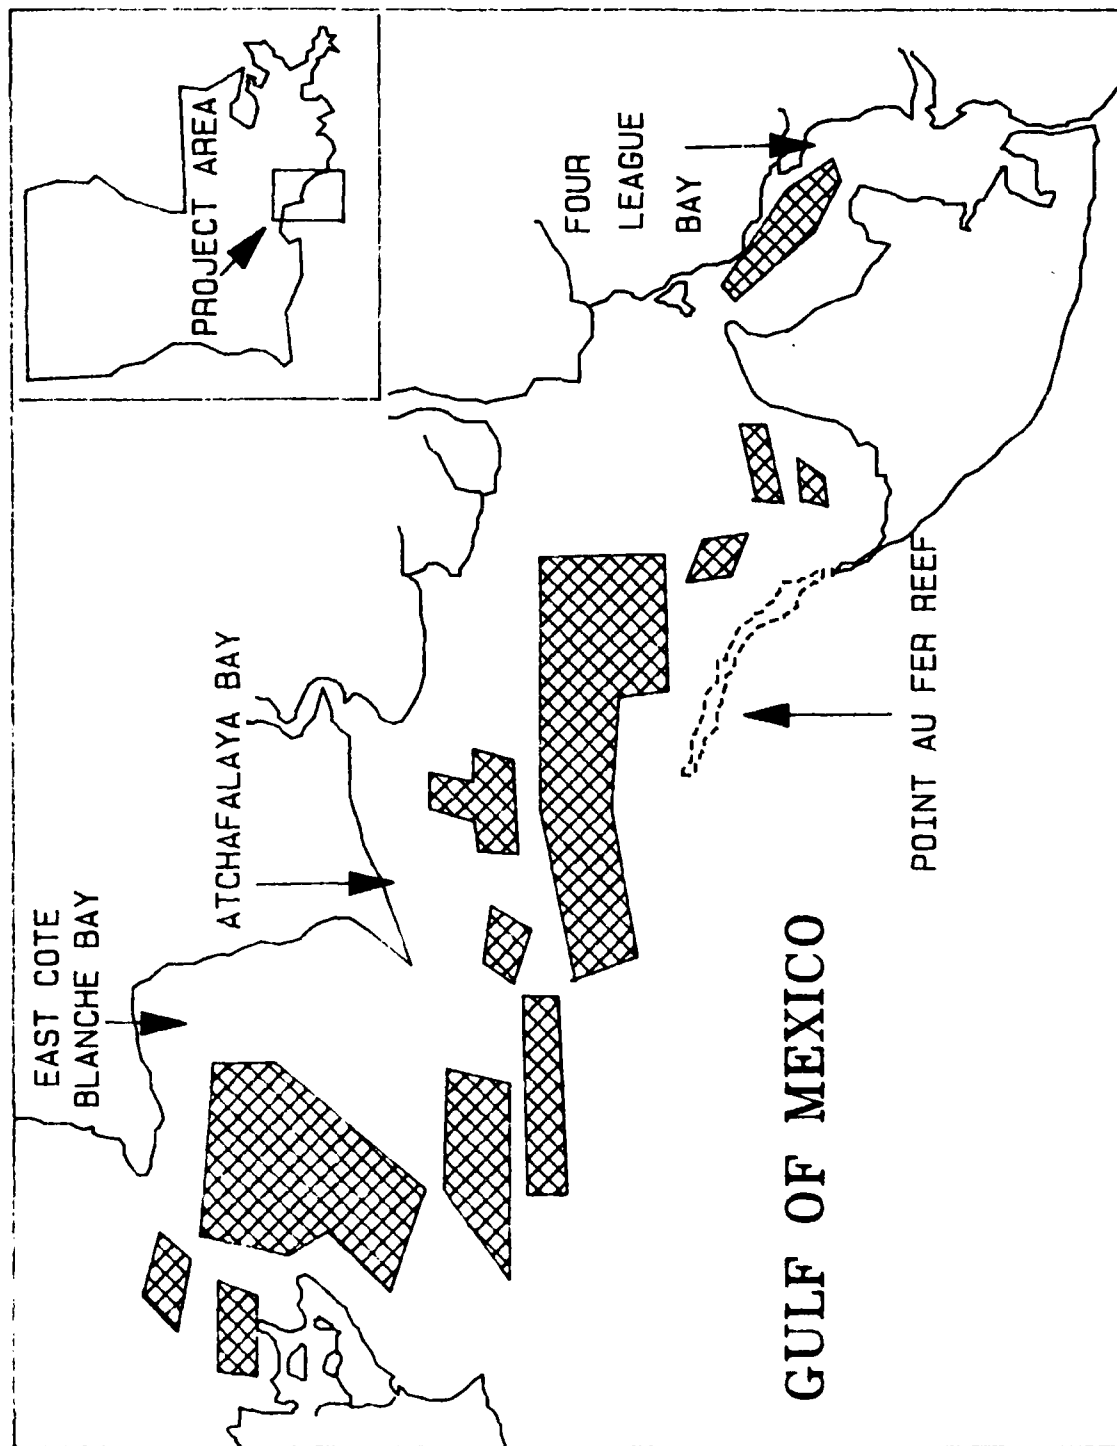 PROJECT AREA
EAST COTE
BLANCHE BAY
ATCHAFALAYA BAY
FOUR
LEAGUE
BAY
POINT AU FER REEF
GULF OF MEXICO